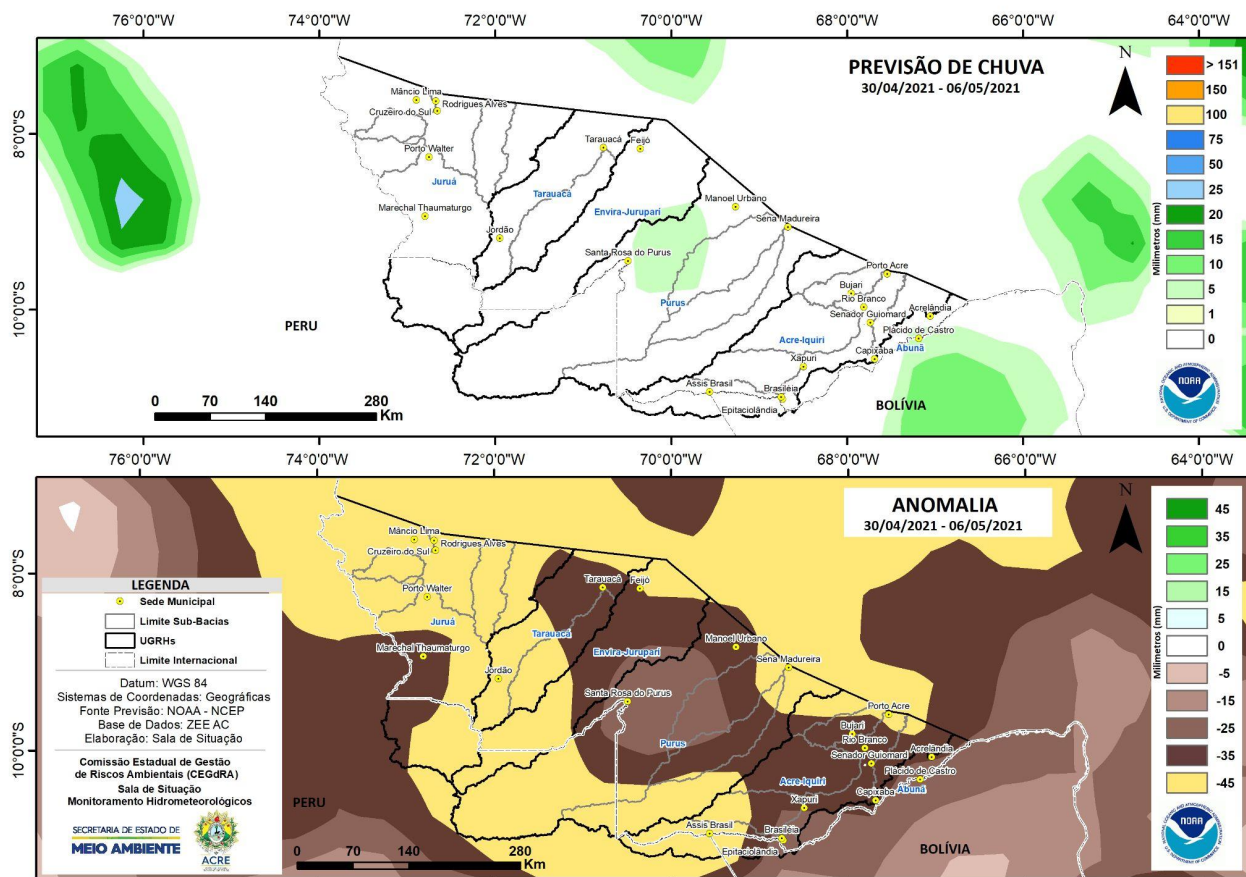 76°0'0"W 74°0'0"W 72°0'0"W 70°0'0"W 68°0'0"W 66°0'0"W 64°0'0"W
8°0'0"S
10°0'0"S
PREVISÃO DE CHUVA
30/04/2021 - 06/05/2021
N
Mâncio Lima
Rodrigues Alves
Cruzeiro do Sul
Porto Walter
Juruá
Marechal Thaumaturgo
Tarauacá
Feijó
Tarauacá
Jordão
Envira-Jurupari
Manoel Urbano
Sena Madureira
Santa Rosa do Purus
Purus
Porto Acre
Bujari
Rio Branco
Senador Guiomard
Acrelândia
Plácido de Castro
Abunã
Acre-Iquiri
Capixaba
Xapuri
Assis Brasil
Brasiléia
Epitaciolândia
PERU
BOLÍVIA
0 70 140 280
Km
Milimetros (mm)
> 151
150
100
75
50
25
20
15
10
5
1
0
NOAA
76°0'0"W 74°0'0"W 72°0'0"W 70°0'0"W 68°0'0"W 66°0'0"W 64°0'0"W
8°0'0"S
10°0'0"S
ANOMALIA
30/04/2021 - 06/05/2021
N
Mâncio Lima
Rodrigues Alves
Cruzeiro do Sul
Porto Walter
Juruá
Marechal Thaumaturgo
Tarauacá
Feijó
Tarauacá
Jordão
Envira-Jurupari
Manoel Urbano
Sena Madureira
Santa Rosa do Purus
Purus
Porto Acre
Bujari
Rio Branco
Senador Guiomard
Acrelândia
Plácido de Castro
Abunã
Acre-Iquiri
Capixaba
Xapuri
Assis Brasil
Brasiléia
Epitaciolândia
PERU
BOLÍVIA
0 70 140 280
Km
Milimetros (mm)
45
35
25
15
5
0
-5
-15
-25
-35
-45
NOAA
LEGENDA
Sede Municipal
Limite Sub-Bacias
UGRHs
Limite Internacional
Datum: WGS 84
Sistemas de Coordenadas: Geográficas
Fonte Previsão: NOAA - NCEP
Base de Dados: ZEE AC
Elaboração: Sala de Situação
Comissão Estadual de Gestão
de Riscos Ambientais (CEGdRA)
Sala de Situação
Monitoramento Hidrometeorológicos
SECRETARIA DE ESTADO DE
MEIO AMBIENTE
ACRE